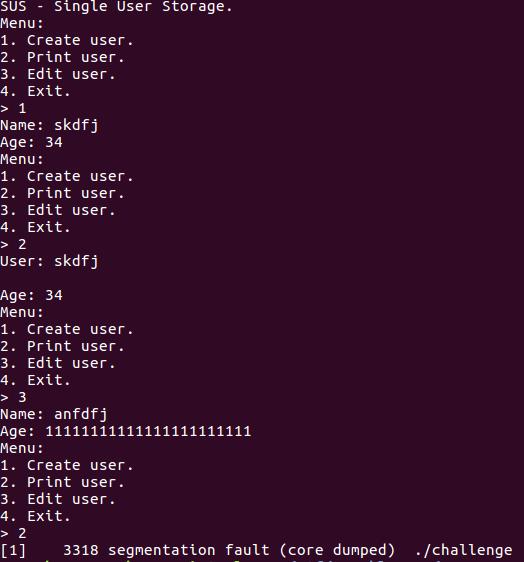 SUS - Single User Storage.
Menu:
1. Create user.
2. Print user.
3. Edit user.
4. Exit.
> 1
Name: skdfj
Age: 34
Menu:
1. Create user.
2. Print user.
3. Edit user.
4. Exit.
> 2
User: skdfj
Age: 34
Menu:
1. Create user.
2. Print user.
3. Edit user.
4. Exit.
> 3
Name: anfdfj
Age: 11111111111111111111111
Menu:
1. Create user.
2. Print user.
3. Edit user.
4. Exit.
> 2
[1]    3318 segmentation fault (core dumped)  ./challenge